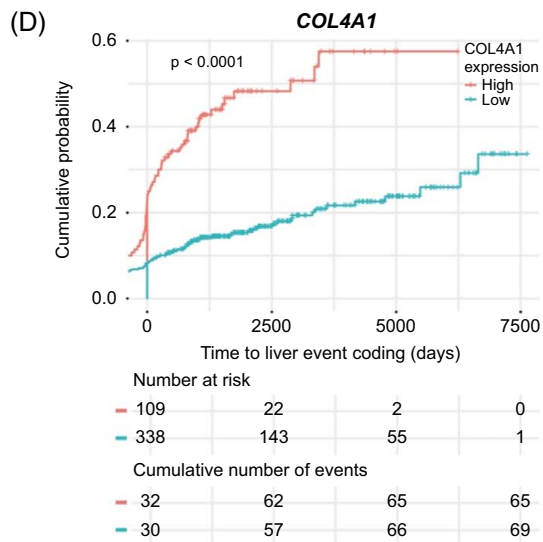 (D)
COL4A1
0.6
0.4
0.2
0.0
Cumulative probability
p < 0.0001
COL4A1
expression
High
Low
0 2500 5000 7500
Time to liver event coding (days)
Number at risk
109 22 2 0
338 143 55 1
Cumulative number of events
32 62 65 65
30 57 66 69